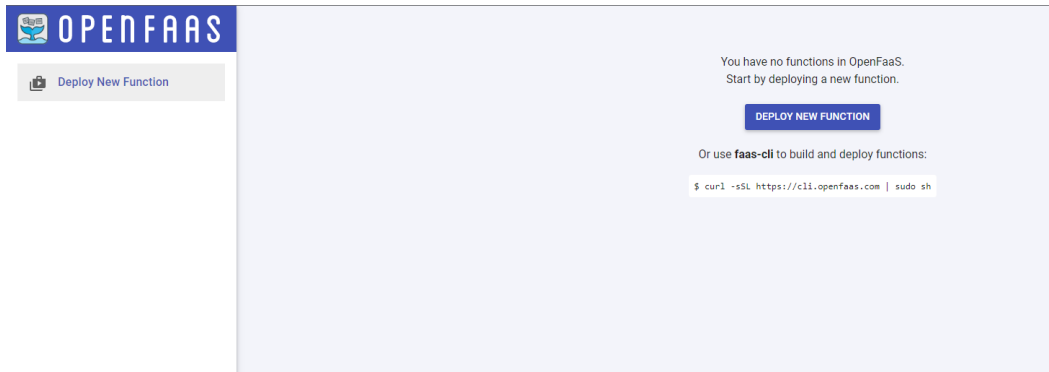 OPENFAAS
Deploy New Function
You have no functions in OpenFaaS.
Start by deploying a new function.
DEPLOY NEW FUNCTION
Or use faas-cli to build and deploy functions:
$ curl -sSL https://cli.openfaas.com | sudo sh